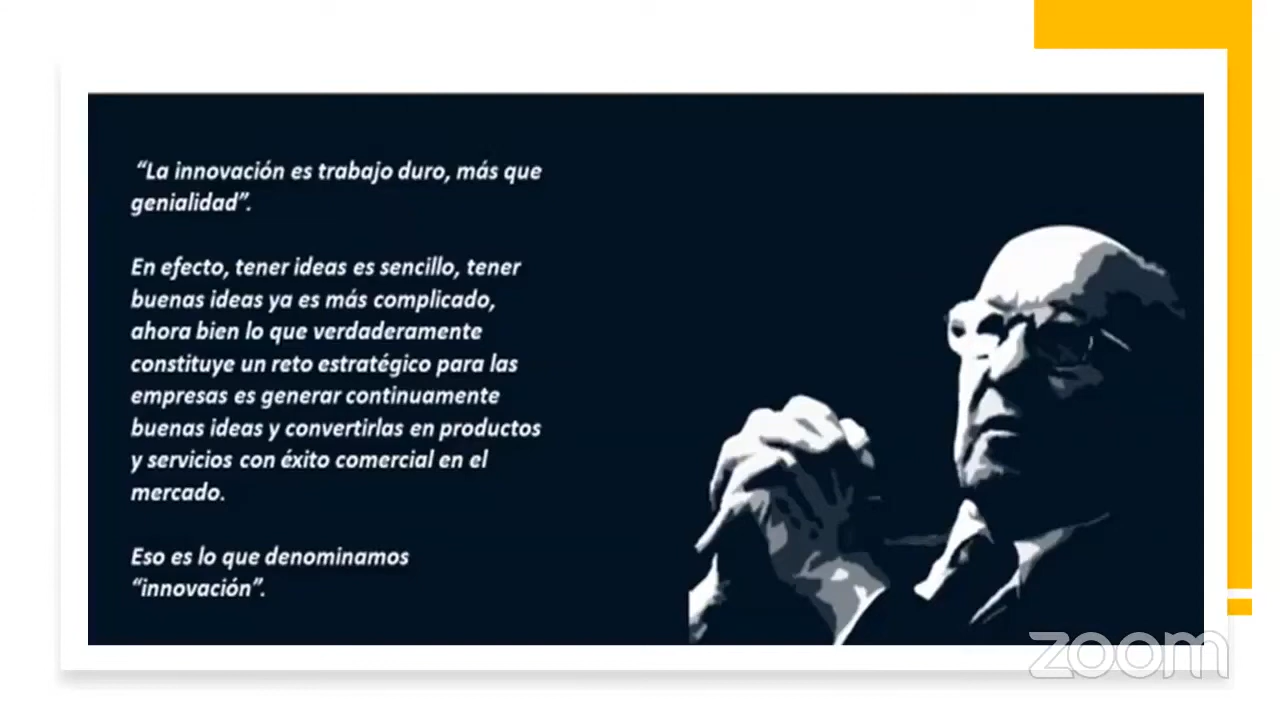 “La innovación es trabajo duro, más que
genialidad”.
En efecto, tener ideas es sencillo, tener
buenas ideas ya es más complicado,
ahora bien lo que verdaderamente
constituye un reto estratégico para las
empresas es generar continuamente
buenas ideas y convertirlas en productos
y servicios con éxito comercial en el
mercado.
Eso es lo que denominamos
“innovación”.
zoom